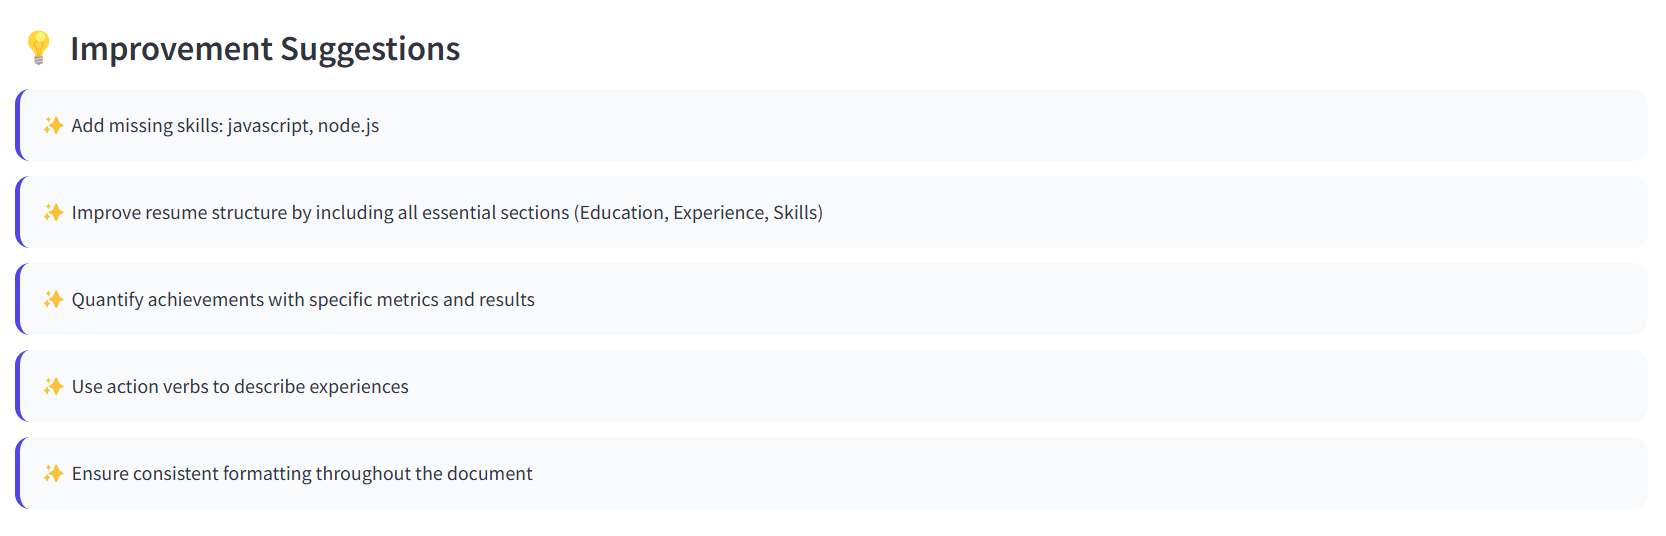 Improvement Suggestions
Add missing skills: javascript, node.js
Improve resume structure by including all essential sections (Education, Experience, Skills)
Quantify achievements with specific metrics and results
Use action verbs to describe experiences
Ensure consistent formatting throughout the document